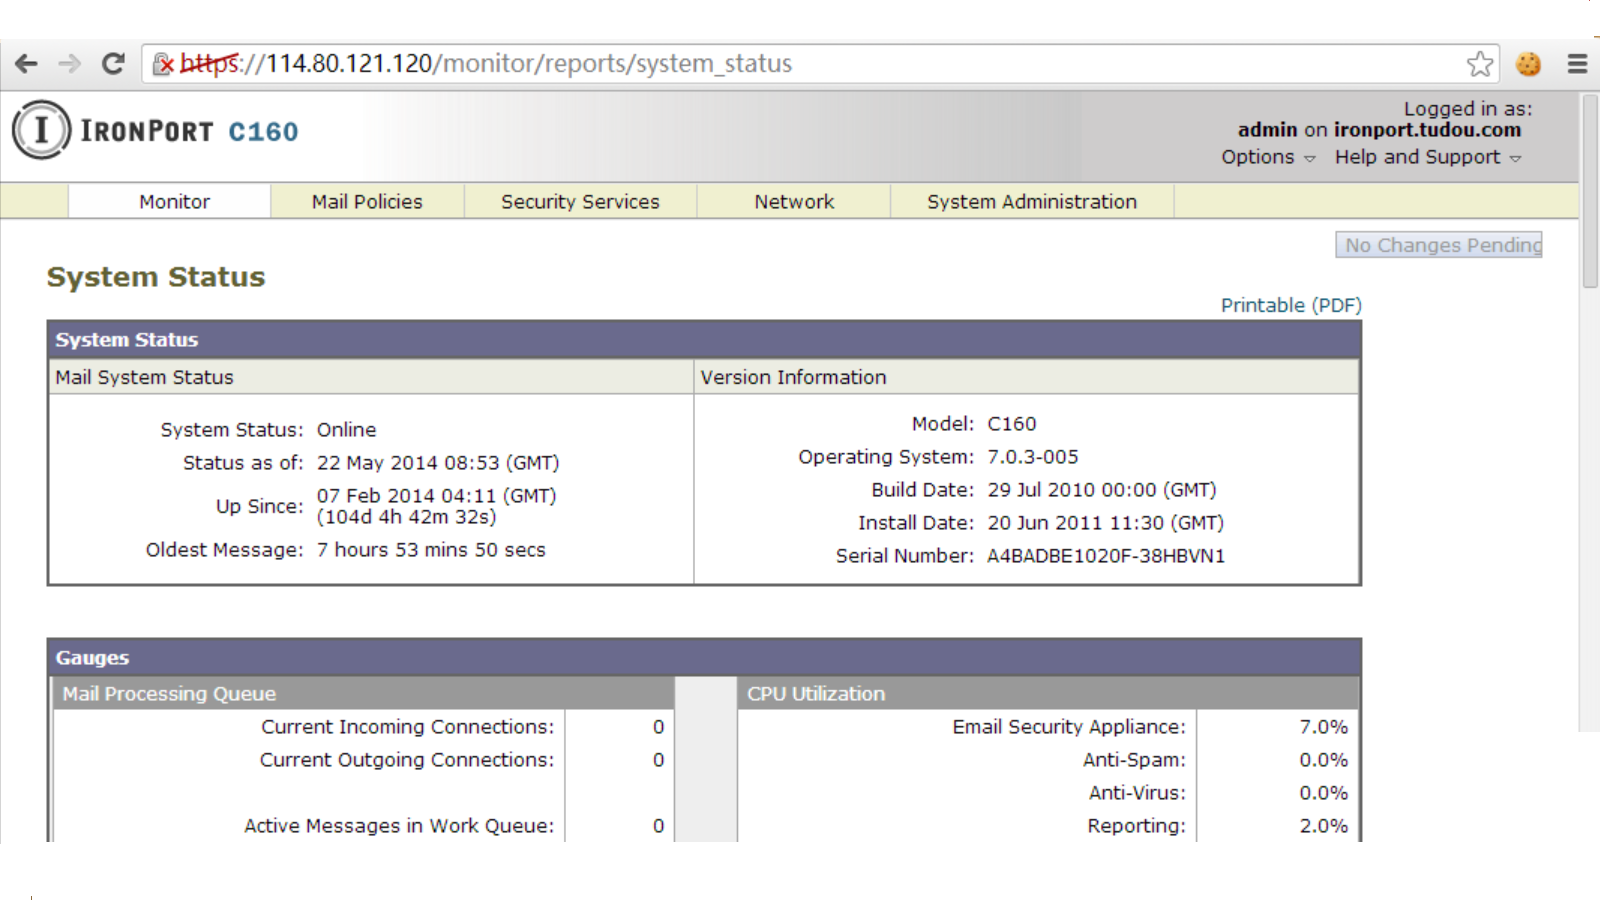 https://114.80.121.120/monitor/reports/system_status
IRONPORT C160
Logged in as:
admin on ironport.tudou.com
Options Help and Support
Monitor Mail Policies Security Services Network System Administration
No Changes Pending
System Status
Printable (PDF)
System Status
Mail System Status Version Information
System Status: Online
Status as of: 22 May 2014 08:53 (GMT)
Up Since: 07 Feb 2014 04:11 (GMT)
(104d 4h 42m 32s)
Oldest Message: 7 hours 53 mins 50 secs
Model: C160
Operating System: 7.0.3-005
Build Date: 29 Jul 2010 00:00 (GMT)
Install Date: 20 Jun 2011 11:30 (GMT)
Serial Number: A4BADBE1020F-38HBVN1
Gauges
Mail Processing Queue
Current Incoming Connections: 0
Current Outgoing Connections: 0
Active Messages in Work Queue: 0
CPU Utilization
Email Security Appliance: 7.0%
Anti-Spam: 0.0%
Anti-Virus: 0.0%
Reporting: 2.0%